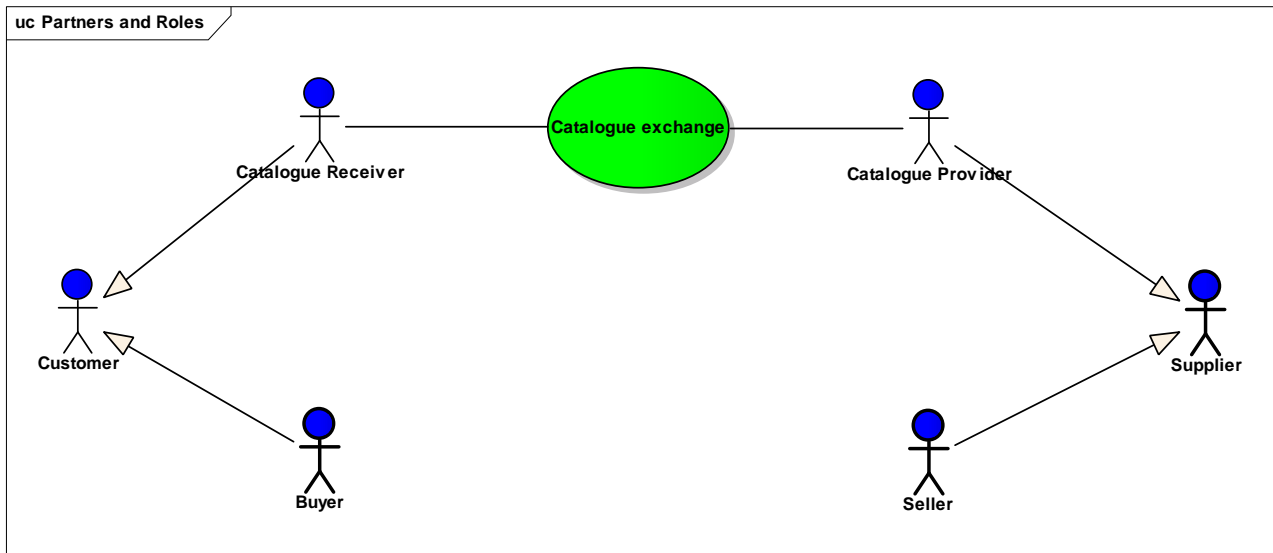 uc Partners and Roles
Catalogue exchange
Catalogue Receiver
Catalogue Provider
Customer
Supplier
Buyer
Seller